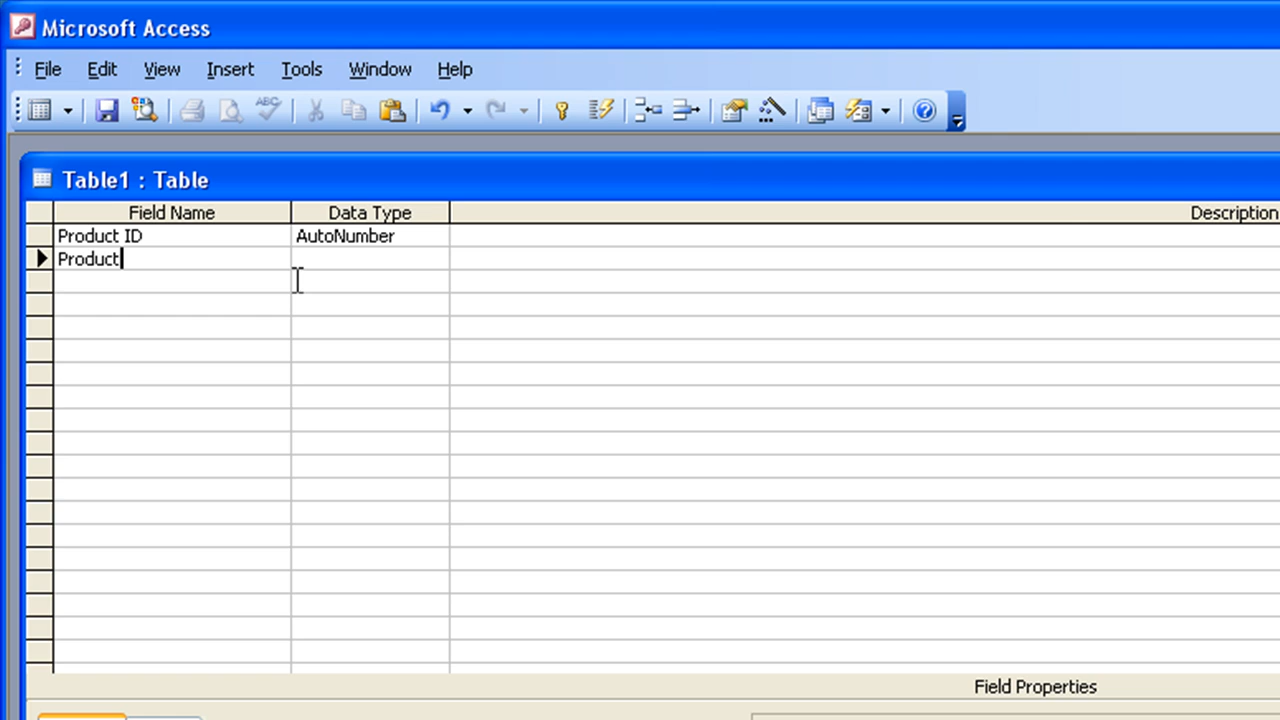 Microsoft Access
File Edit View Insert Tools Window Help
ABC
Table1 : Table
Field Name Data Type Description
Product ID AutoNumber
Product
Field Properties